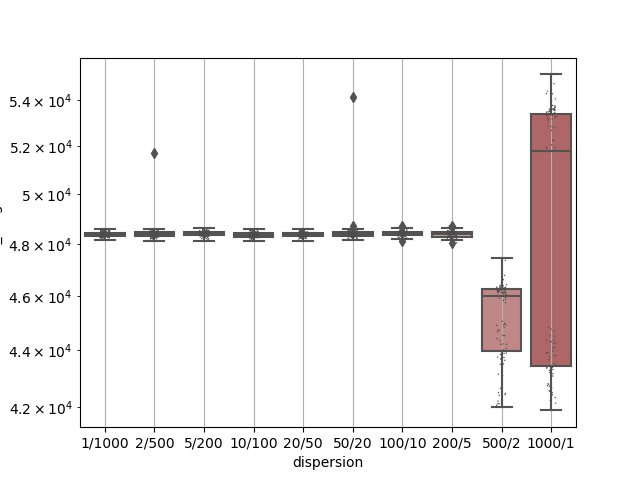 5.4 × 10⁴
5.2 × 10⁴
5 × 10⁴
4.8 × 10⁴
4.6 × 10⁴
4.4 × 10⁴
4.2 × 10⁴
1/1000 2/500 5/200 10/100 20/50 50/20 100/10 200/5 500/2 1000/1
dispersion